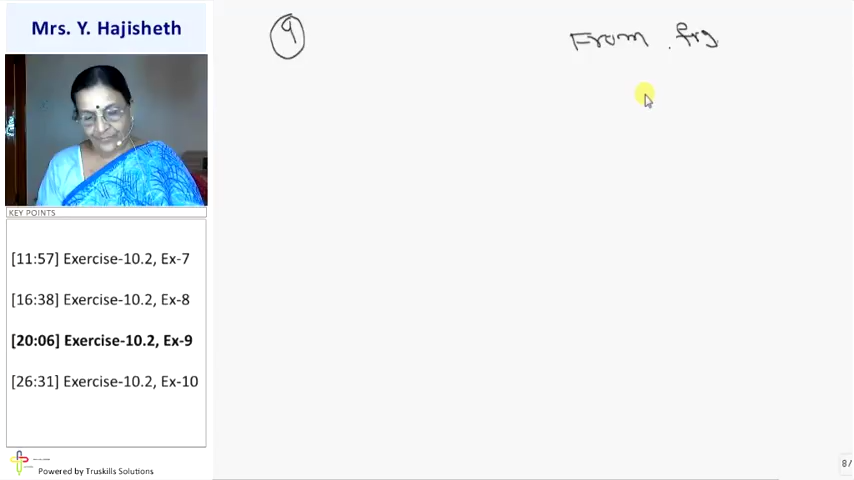 Mrs. Y. Hajisheth
9
From fig
KEY POINTS
[11:57] Exercise-10.2, Ex-7
[16:38] Exercise-10.2, Ex-8
[20:06] Exercise-10.2, Ex-9
[26:31] Exercise-10.2, Ex-10
Powered by Truskills Solutions
8/